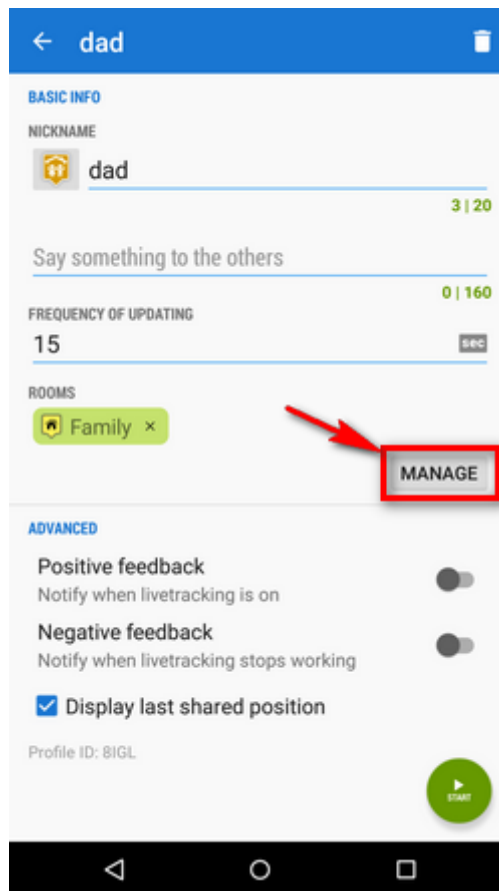 dad
BASIC INFO
NICKNAME
dad
3 | 20
Say something to the others
0 | 160
FREQUENCY OF UPDATING
15 sec
ROOMS
Family ×
MANAGE
ADVANCED
Positive feedback
Notify when livetracking is on
Negative feedback
Notify when livetracking stops working
Display last shared position
Profile ID: 8IGL
START